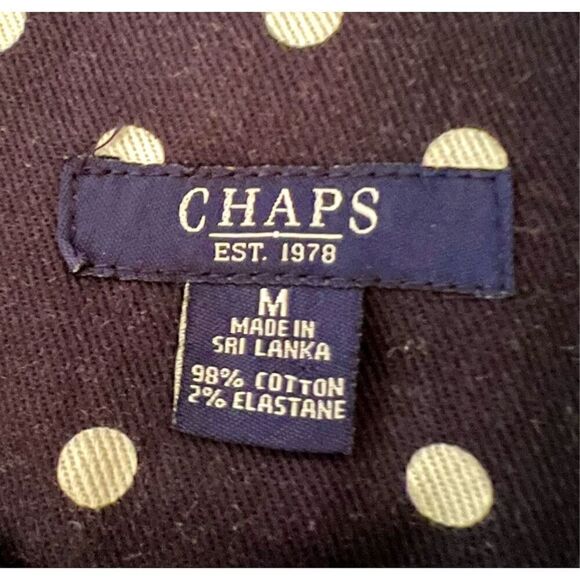 CHAPS
EST. 1978
M
MADE IN
SRI LANKA
98% COTTON
2% ELASTANE